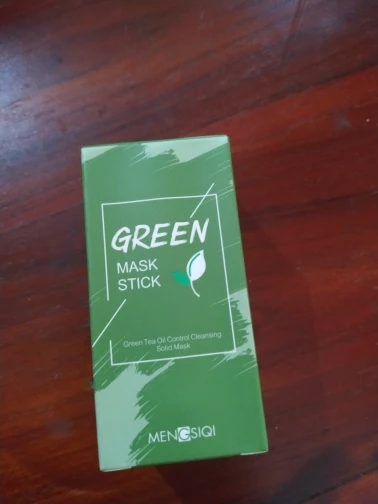 GREEN
MASK
STICK
Green Tea Oil Control Cleansing
Solid Mask
MENGSIQI